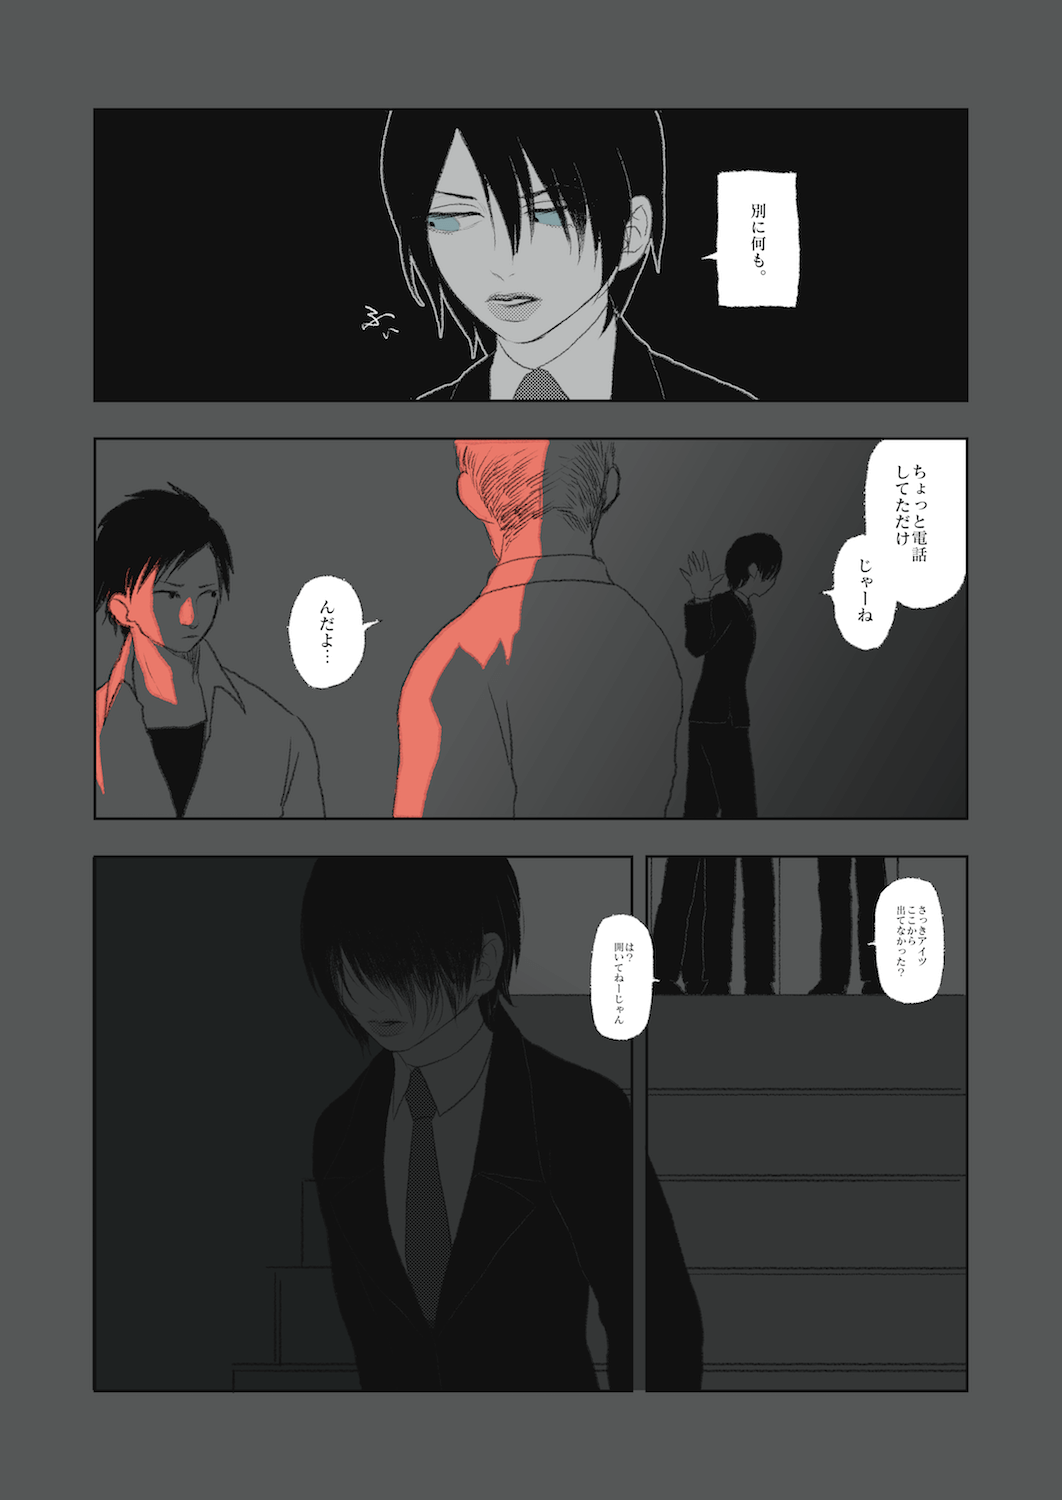 別に何も。
ぷい
ちょっと電話
してただけ
じゃーね
んだよ…
さっきアイツ
ここから
出てなかった?
は?
開いてねーじゃん